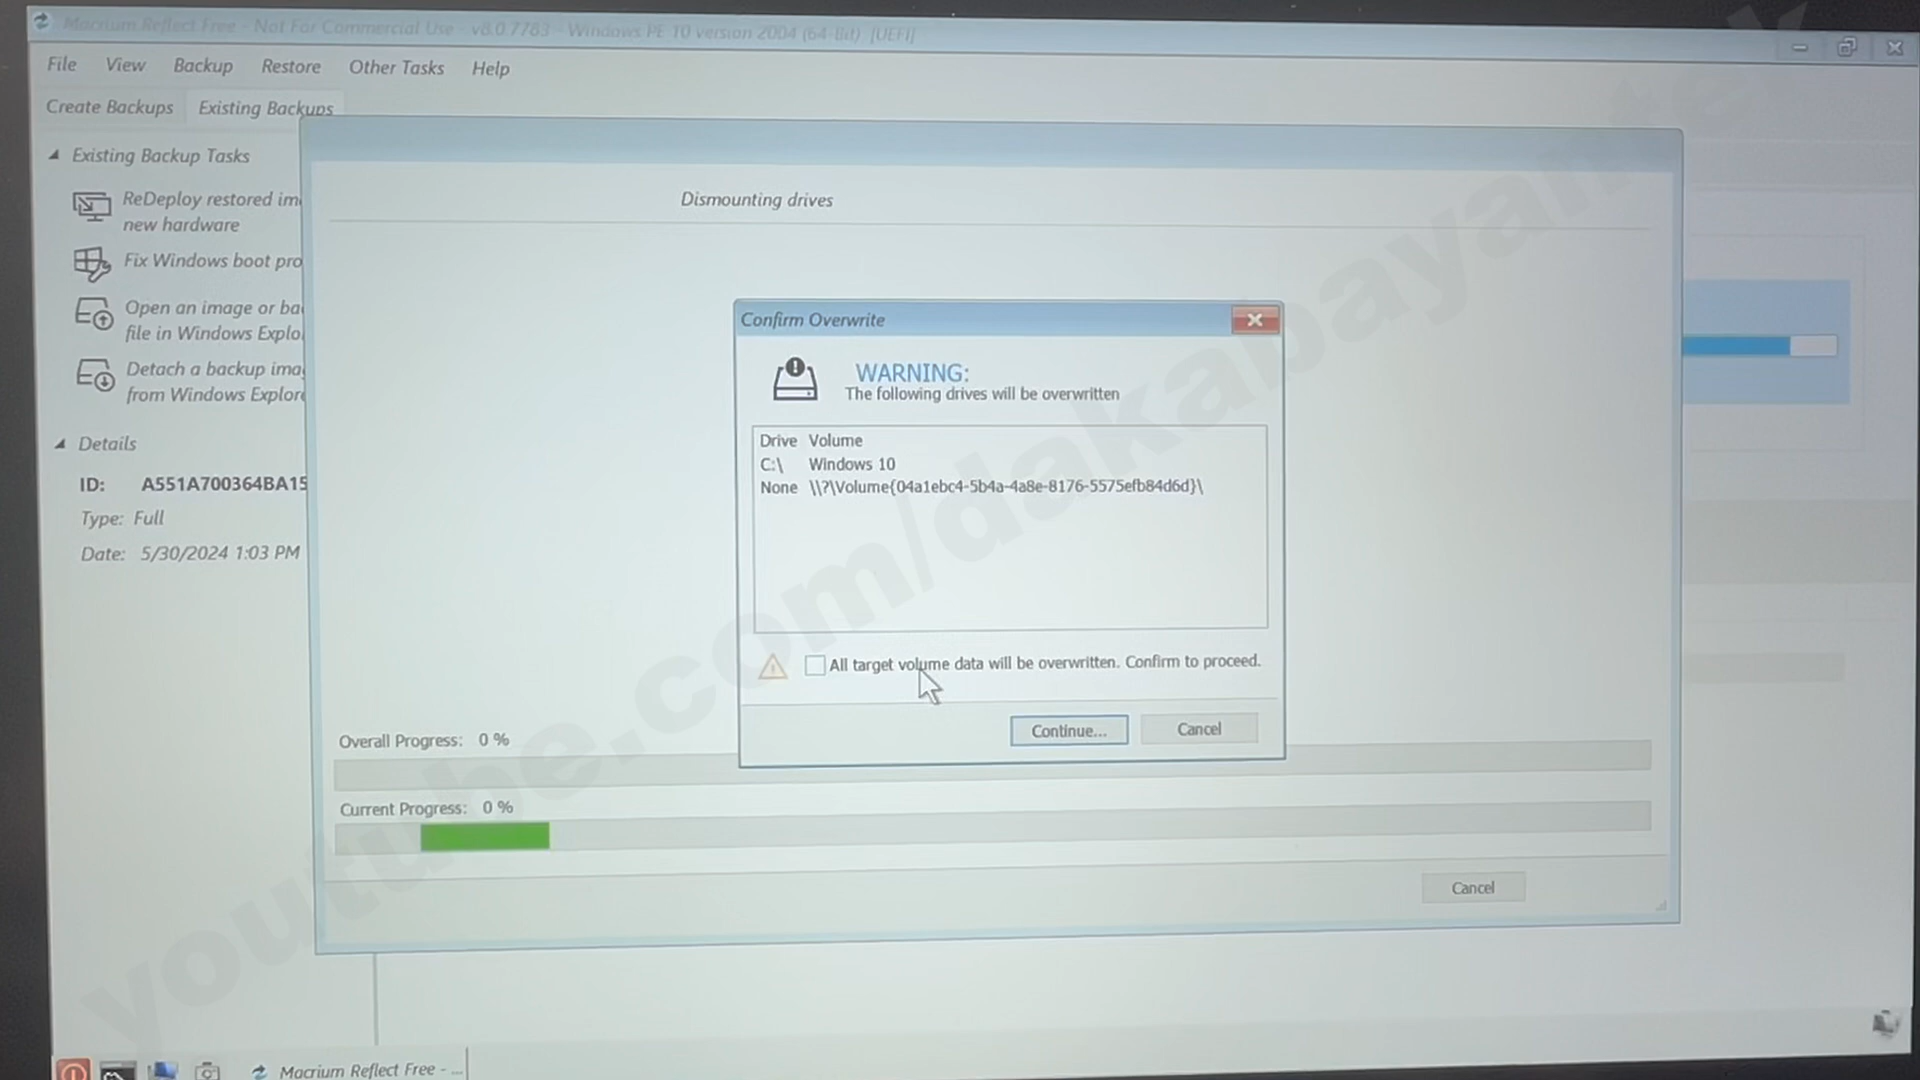 Macrium Reflect Free - Not For Commercial Use - v8.0.7783 - Windows PE 10 version 2004 (64-Bit) [UEFI]
File View Backup Restore Other Tasks Help
Create Backups Existing Backups
Existing Backup Tasks
ReDeploy restored im
new hardware
Fix Windows boot pro
Open an image or ba
file in Windows Explo
Detach a backup ima
from Windows Explore
Details
ID: A551A700364BA15
Type: Full
Date: 5/30/2024 1:03 PM
Dismounting drives
Confirm Overwrite
WARNING:
The following drives will be overwritten
Drive Volume
C:\ Windows 10
None \\?\Volume{04a1ebc4-5b4a-4a8e-8176-5575efb84d6d}\
All target volume data will be overwritten. Confirm to proceed.
Continue... Cancel
Overall Progress: 0 %
Current Progress: 0 %
Cancel
Macrium Reflect Free - ...
youtube.com/dakabayantek